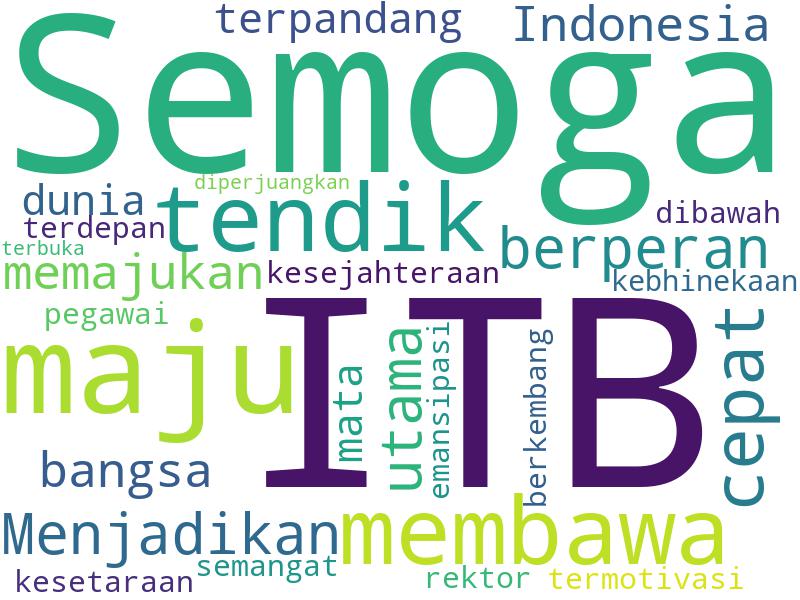 terpandang
Indonesia
Semoga
diperjuangkan
dunia
tendik
terdepan
dibawah
terbuka
berperan
memajukan
kesejahteraan
kebhinekaan
pegawai
ITB
maju
mata
utama
emansipasi
berkembang
cepat
bangsa
Menjadikan
membawa
semangat
kesetaraan
rektor
termotivasi